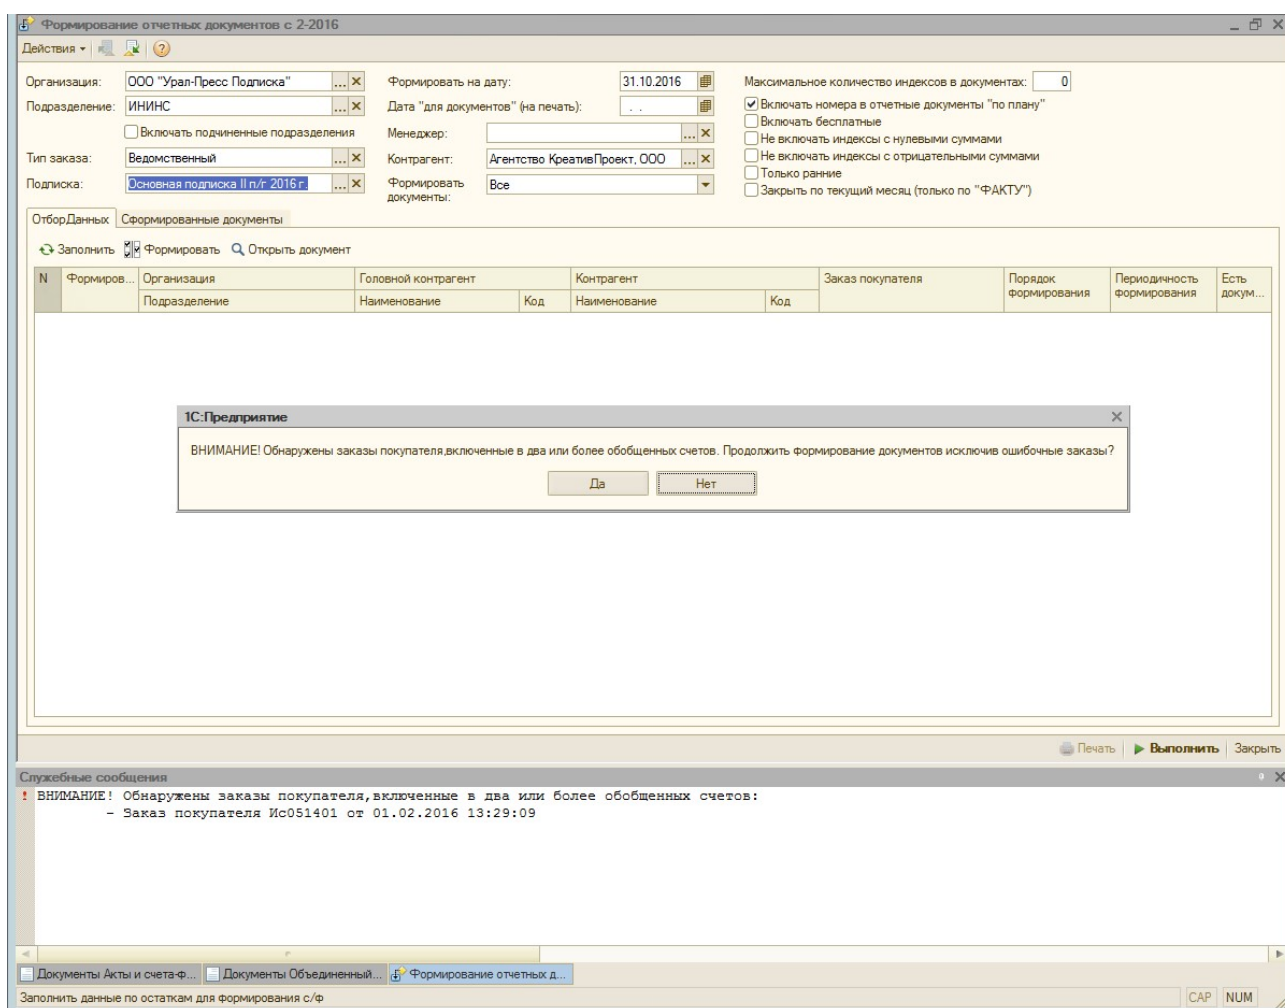 Формирование отчетных документов с 2-2016
Действия
Организация: ООО "Урал-Пресс Подписка" ... Формировать на дату: 31.10.2016 Максимальное количество индексов в документах: 0
Подразделение: ИНИНС ... Дата "для документов" (на печать): . . Включать номера в отчетные документы "по плану"
Включать бесплатные
Включать подчиненные подразделения Менеджер: ... Не включать индексы с нулевыми суммами
Тип заказа: Ведомственный ... Контрагент: Агентство КреативПроект, ООО ... Не включать индексы с отрицательными суммами
Только ранние
Подписка: Основная подписка II п/г 2016 г. ... Формировать документы: Все Закрыть по текущий месяц (только по "ФАКТУ")
ОтборДанных Сформированные документы
Заполнить Формировать Открыть документ
N Формиров... Организация Головной контрагент Контрагент Заказ покупателя Порядок формирования Периодичность формирования Есть докум...
Подразделение Наименование Код Наименование Код
1С:Предприятие
ВНИМАНИЕ! Обнаружены заказы покупателя,включенные в два или более обобщенных счетов. Продолжить формирование документов исключив ошибочные заказы?
Да Нет
Печать Выполнить Закрыть
Служебные сообщения
! ВНИМАНИЕ! Обнаружены заказы покупателя,включенные в два или более обобщенных счетов:
- Заказ покупателя Ис051401 от 01.02.2016 13:29:09
Документы Акты и счета-ф... Документы Объединенный... Формирование отчетных д...
Заполнить данные по остаткам для формирования с/ф CAP NUM